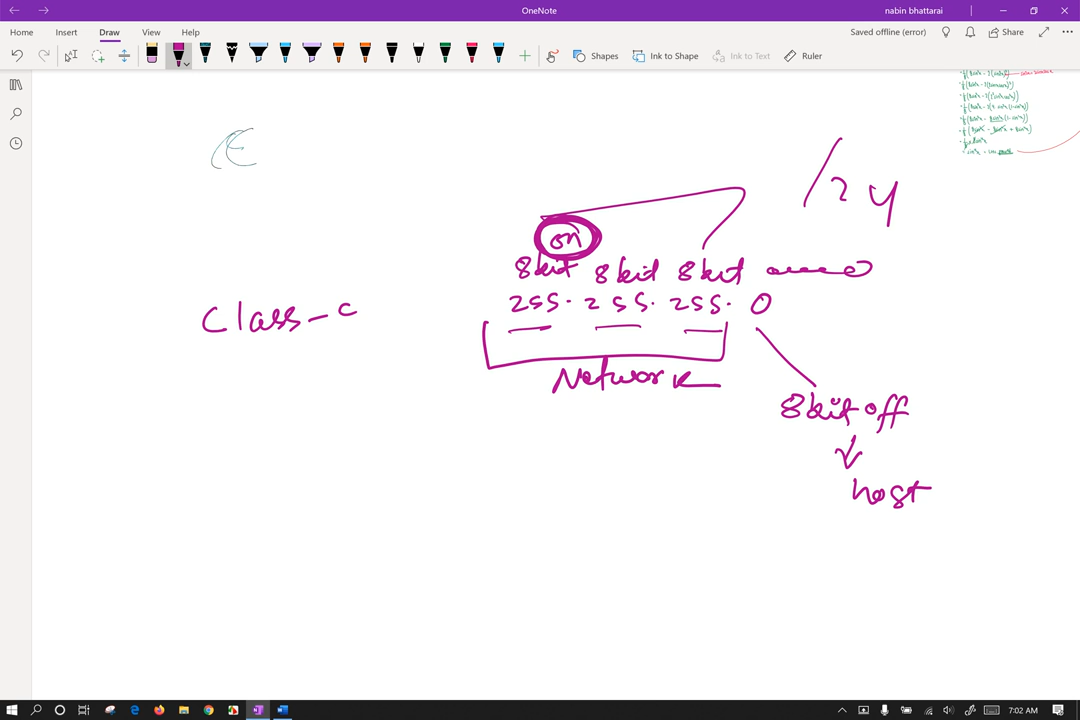 OneNote
nabin bhattarai
Home Insert Draw View Help
Saved offline (error) Share
Shapes Ink to Shape Ink to Text Ruler
/24
on
8bit 8bit 8bit
255. 255. 255. 0
Class-c
Network
8bit off
host
7:02 AM